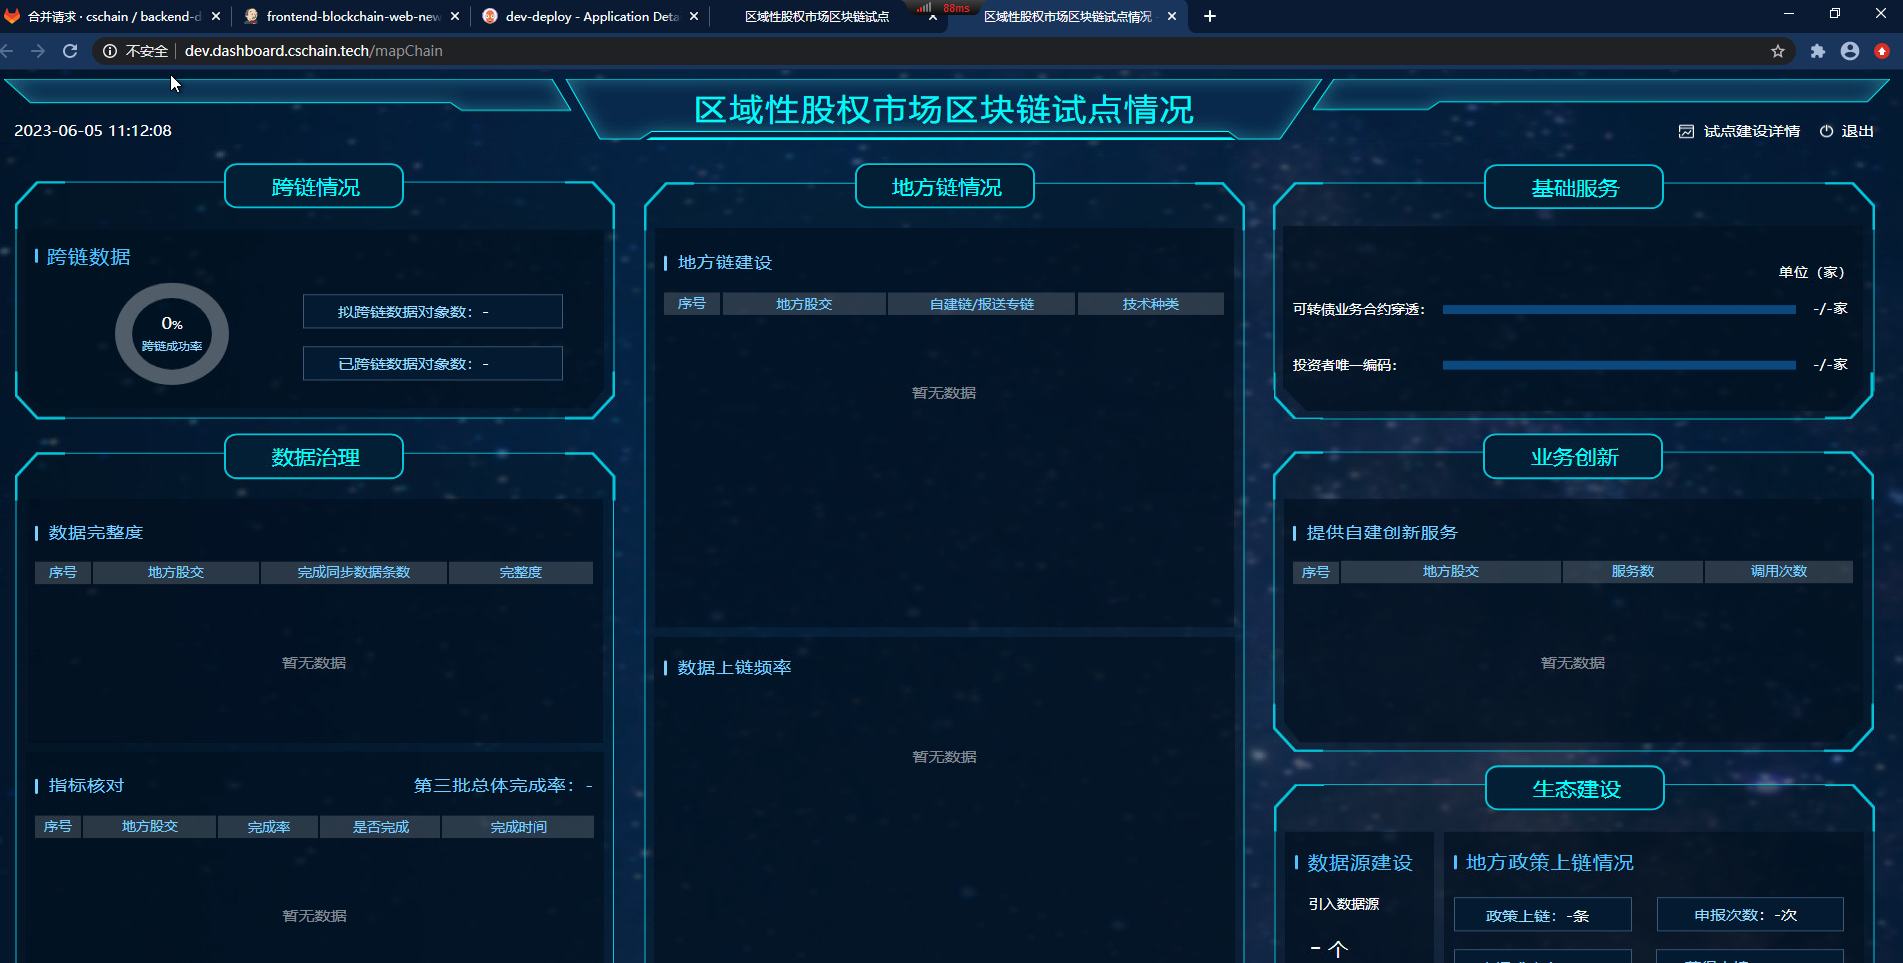 合并请求 · cschain / backend-d
frontend-blockchain-web-new
dev-deploy - Application Deta
区域性股权市场区块链试点
88ms
区域性股权市场区块链试点情况
不安全
dev.dashboard.cschain.tech/mapChain
区域性股权市场区块链试点情况
2023-06-05 11:12:08
试点建设详情
退出
跨链情况
跨链数据
0%
跨链成功率
拟跨链数据对象数：-
已跨链数据对象数：-
数据治理
数据完整度
序号 地方股交 完成同步数据条数 完整度
暂无数据
指标核对
第三批总体完成率：-
序号 地方股交 完成率 是否完成 完成时间
暂无数据
地方链情况
地方链建设
序号 地方股交 自建链/报送专链 技术种类
暂无数据
数据上链频率
暂无数据
基础服务
单位（家）
可转债业务合约穿透： -/-家
投资者唯一编码： -/-家
业务创新
提供自建创新服务
序号 地方股交 服务数 调用次数
暂无数据
生态建设
数据源建设
引入数据源
- 个
地方政策上链情况
政策上链：-条
申报次数：-次